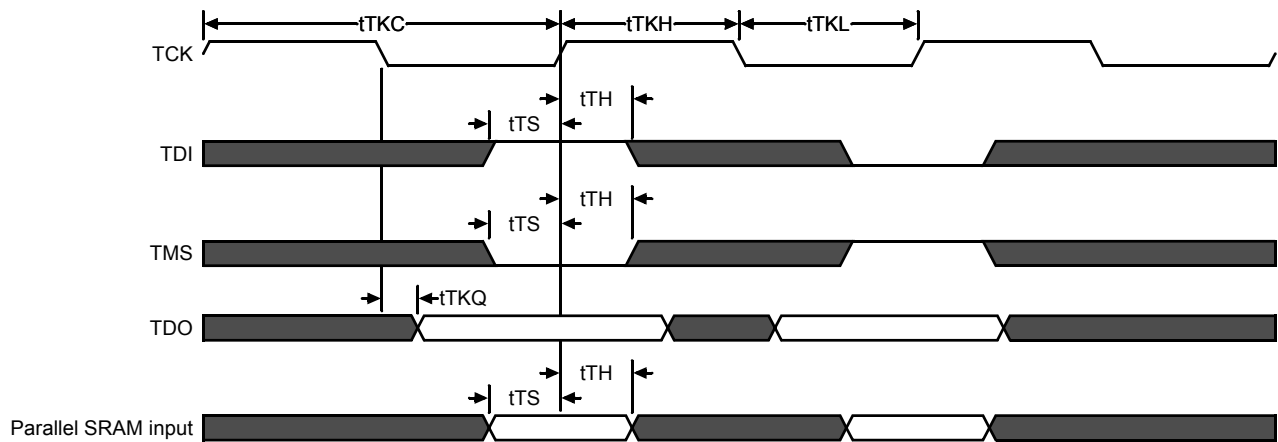 tTKC tTKH tTKL
TCK
tTH
tTS
TDI
tTH
tTS
TMS
tTKQ
TDO
tTH
tTS
Parallel SRAM input